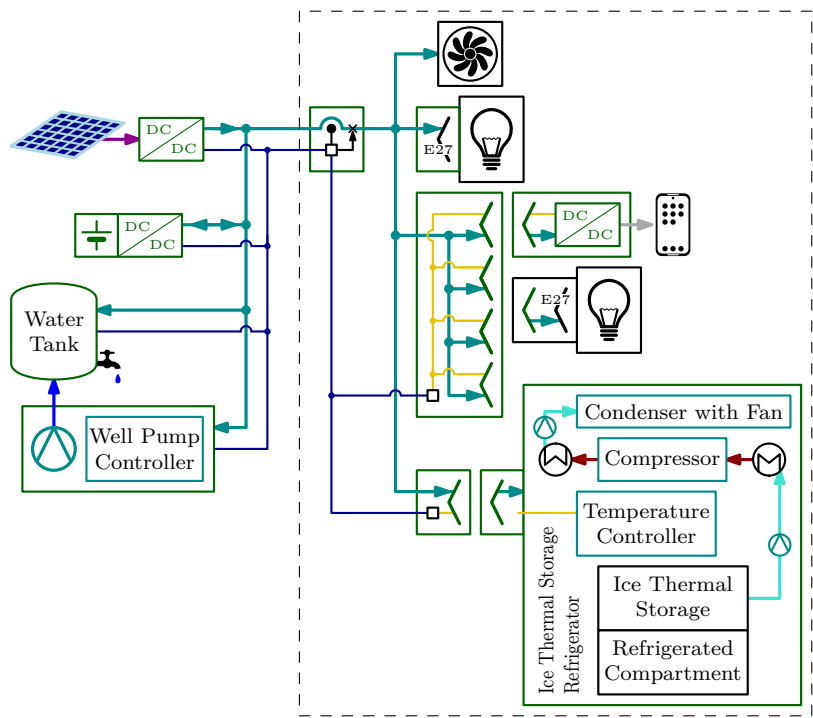 DC
DC
E27
DC
DC
DC
DC
E27
Water
Tank
Well Pump
Controller
Condenser with Fan
Compressor
Temperature
Controller
Ice Thermal Storage
Refrigerator
Ice Thermal
Storage
Refrigerated
Compartment